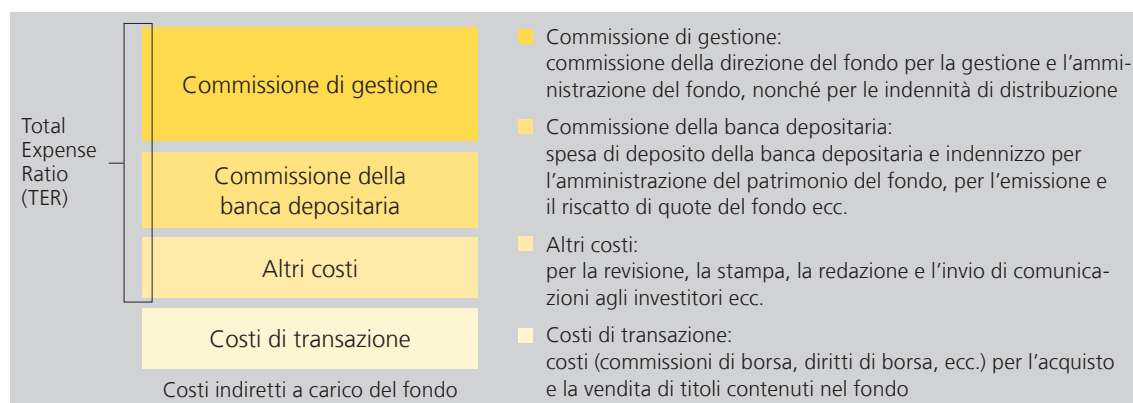 Total
Expense
Ratio
(TER)
Commissione di gestione
Commissione della
banca depositaria
Altri costi
Costi di transazione
Costi indiretti a carico del fondo
Commissione di gestione:
commissione della direzione del fondo per la gestione e l’ammi-
nistrazione del fondo, nonché per le indennità di distribuzione
Commissione della banca depositaria:
spesa di deposito della banca depositaria e indennizzo per
l’amministrazione del patrimonio del fondo, per l’emissione e
il riscatto di quote del fondo ecc.
Altri costi:
per la revisione, la stampa, la redazione e l’invio di comunica-
zioni agli investitori ecc.
Costi di transazione:
costi (commissioni di borsa, diritti di borsa, ecc.) per l’acquisto
e la vendita di titoli contenuti nel fondo